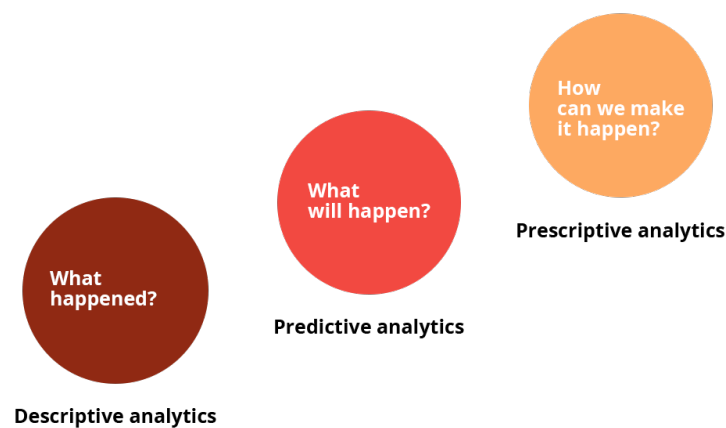 What
happened?
Descriptive analytics
What
will happen?
Predictive analytics
How
can we make
it happen?
Prescriptive analytics